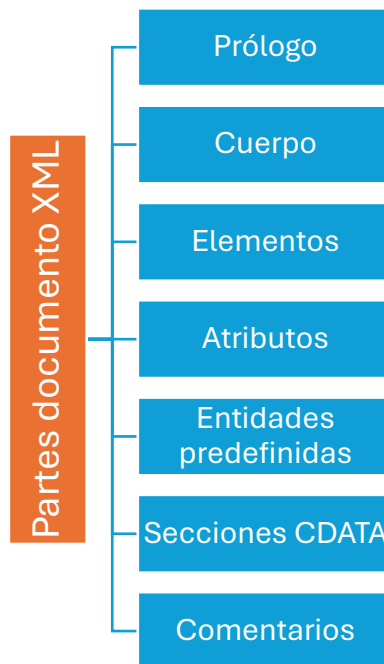 Partes documento XML
Prólogo
Cuerpo
Elementos
Atributos
Entidades
predefinidas
Secciones CDATA
Comentarios